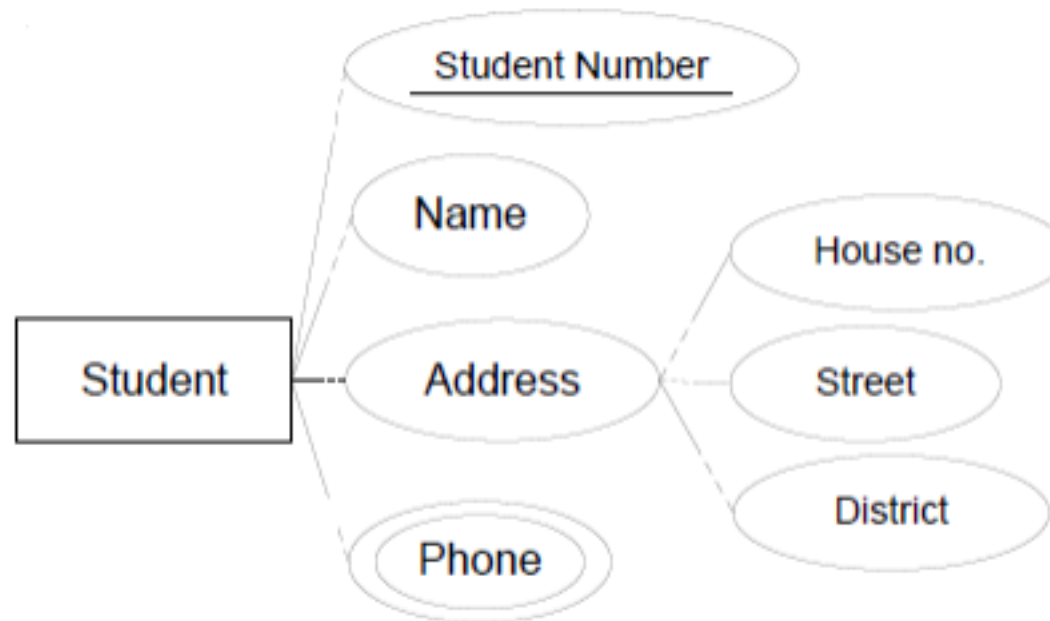 Student Number
Name
House no.
Student
Address
Street
District
Phone